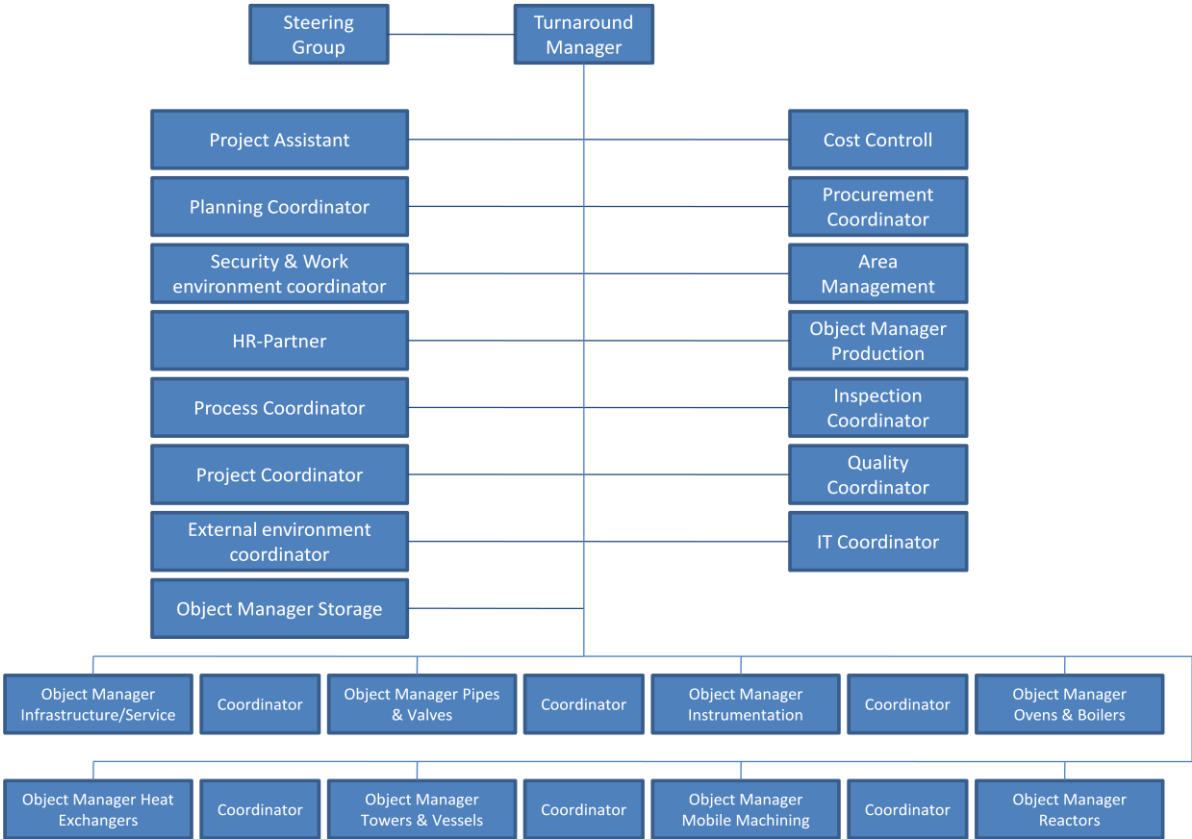 Steering
Group
Turnaround
Manager
Project Assistant
Cost Controll
Planning Coordinator
Procurement
Coordinator
Security & Work
environment coordinator
Area
Management
HR-Partner
Object Manager
Production
Process Coordinator
Inspection
Coordinator
Project Coordinator
Quality
Coordinator
External environment
coordinator
IT Coordinator
Object Manager Storage
Object Manager
Infrastructure/Service
Coordinator
Object Manager Pipes
& Valves
Coordinator
Object Manager
Instrumentation
Coordinator
Object Manager
Ovens & Boilers
Object Manager Heat
Exchangers
Coordinator
Object Manager
Towers & Vessels
Coordinator
Object Manager
Mobile Machining
Coordinator
Object Manager
Reactors